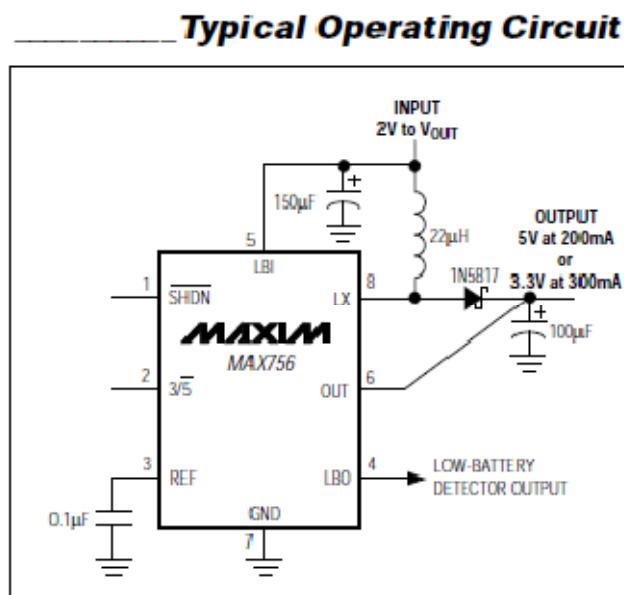 Typical Operating Circuit
INPUT
2V to VOUT
150µF
+
22µH
OUTPUT
5V at 200mA
or
3.3V at 300mA
5
LBI
1
SHDN
8
LX
1N5817
+
100µF
MAXIM
MAX756
2
3/5
6
OUT
3
REF
4
LBO
LOW-BATTERY
DETECTOR OUTPUT
0.1µF
GND
7